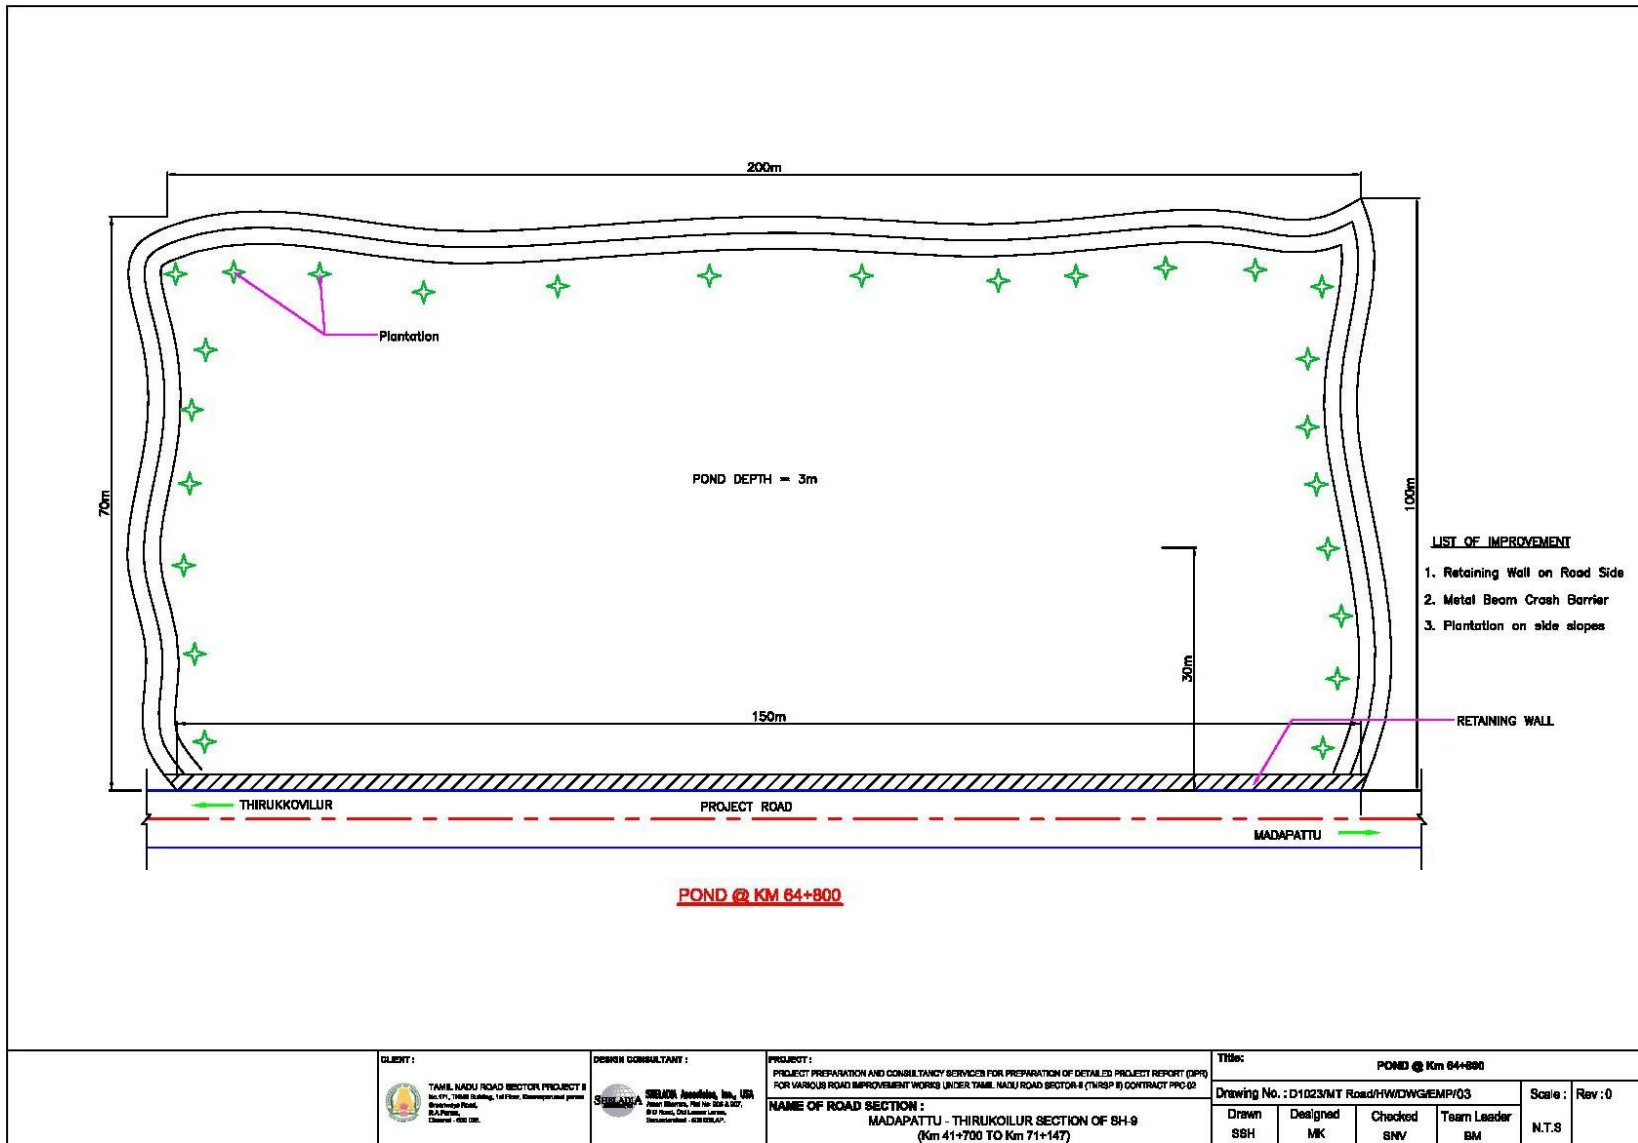 200m
70m
Plantation
POND DEPTH = 3m
100m
LIST OF IMPROVEMENT
1. Retaining Wall on Road Side
2. Metal Beam Crash Barrier
3. Plantation on side slopes
30m
150m
RETAINING WALL
THIRUKKOVILUR
PROJECT ROAD
MADAPATTU
POND @ KM 64+800
CLIENT :
TAMIL NADU ROAD SECTOR PROJECT II
DESIGN CONSULTANT :
SHELADIA
SHELADIA Associates, Inc., USA
PROJECT :
PROJECT PREPARATION AND CONSULTANCY SERVICES FOR PREPARATION OF DETAILED PROJECT REPORT (DPR)
FOR VARIOUS ROAD IMPROVEMENT WORKS UNDER TAMIL NADU ROAD SECTOR-II (TNRSP II) CONTRACT PPC-02
NAME OF ROAD SECTION :
MADAPATTU - THIRUKOILUR SECTION OF SH-9
(Km 41+700 TO Km 71+147)
Title:
POND @ Km 64+800
Drawing No. : D1023/MT Road/HW/DWG/EMP/03
Scale :
N.T.S
Rev : 0
Drawn
SSH
Designed
MK
Checked
SNV
Team Leader
BM